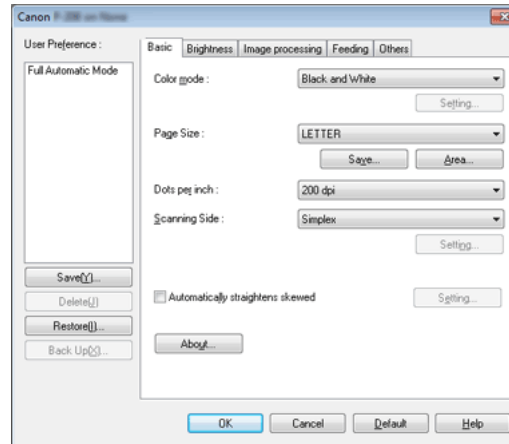 Canon
User Preference :
Full Automatic Mode
Save(Y)...
Delete(J)
Restore(I)...
Back Up(X)...
Basic Brightness Image processing Feeding Others
Color mode : Black and White
Setting...
Page Size : LETTER
Save... Area...
Dots per inch : 200 dpi
Scanning Side : Simplex
Setting...
Automatically straightens skewed Setting...
About...
OK Cancel Default Help